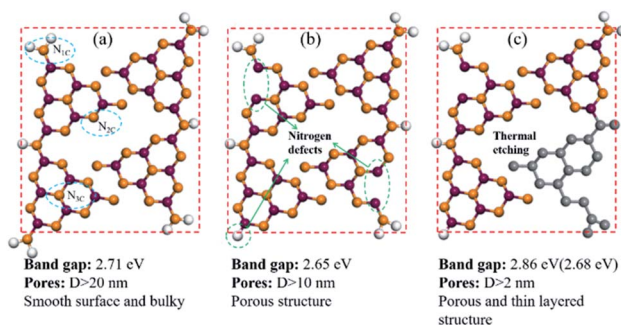 (a)
(b)
(c)
N1C
N2C
N3C
Nitrogen
defects
Thermal
etching
Band gap: 2.71 eV
Pores: D>20 nm
Smooth surface and bulky
Band gap: 2.65 eV
Pores: D>10 nm
Porous structure
Band gap: 2.86 eV(2.68 eV)
Pores: D>2 nm
Porous and thin layered
structure